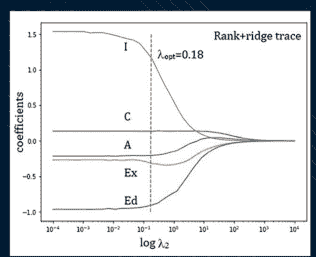 Rank+ridge trace
I
λopt=0.18
C
A
Ex
Ed
coefficients
1.5
1.0
0.5
0.0
−0.5
−1.0
10⁻⁴ 10⁻³ 10⁻² 10⁻¹ 10⁰ 10¹ 10² 10³ 10⁴
log λ₂